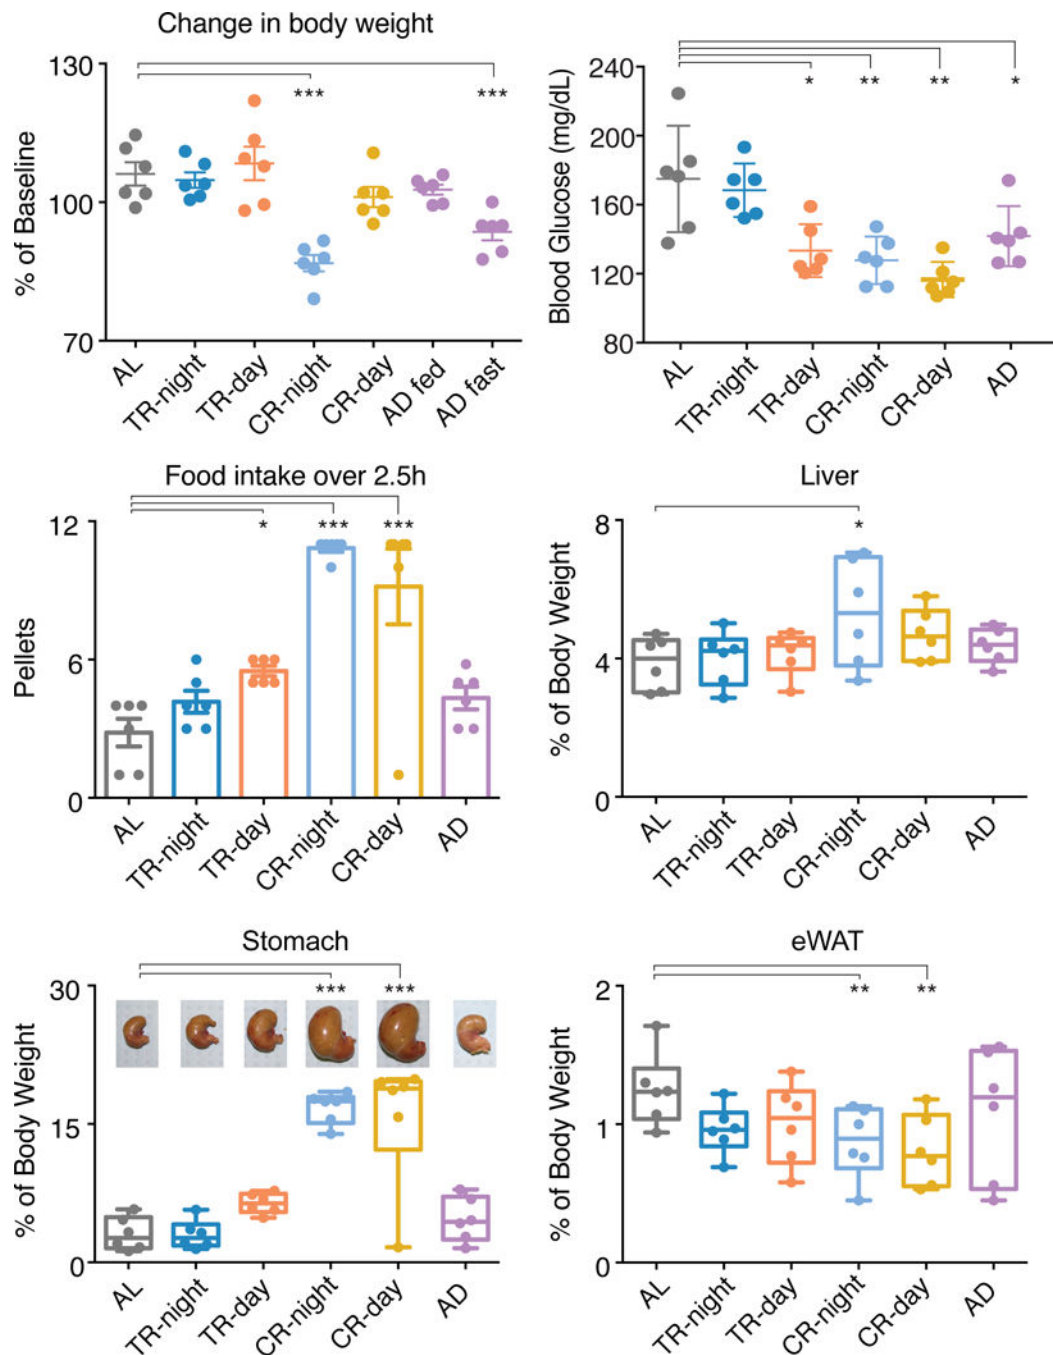 Change in body weight
130
100
70
% of Baseline
***
***
AL
TR-night
TR-day
CR-night
CR-day
AD fed
AD fast
240
200
160
120
80
Blood Glucose (mg/dL)
*
**
**
*
AL
TR-night
TR-day
CR-night
CR-day
AD
Food intake over 2.5h
12
6
0
Pellets
*
***
***
AL
TR-night
TR-day
CR-night
CR-day
AD
Liver
8
4
0
% of Body Weight
*
AL
TR-night
TR-day
CR-night
CR-day
AD
Stomach
30
15
0
% of Body Weight
***
***
AL
TR-night
TR-day
CR-night
CR-day
AD
eWAT
2
1
0
% of Body Weight
**
**
AL
TR-night
TR-day
CR-night
CR-day
AD